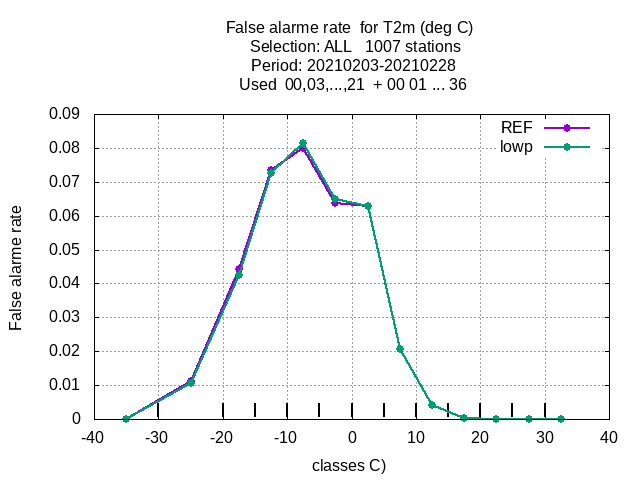 False alarme rate  for T2m (deg C)
Selection: ALL   1007 stations
Period: 20210203-20210228
Used  00,03,...,21  + 00 01 ... 36
REF
lowp
0.09
0.08
0.07
0.06
0.05
0.04
0.03
0.02
0.01
0
False alarme rate
-40 -30 -20 -10 0 10 20 30 40
classes C)